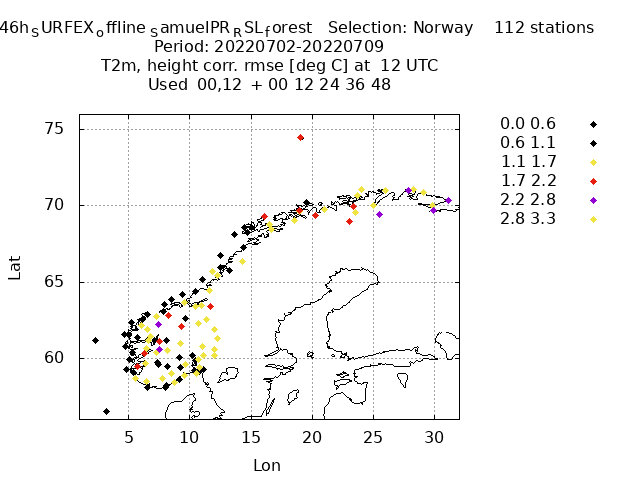 46h_SURFEX_offline_SamuelPR_RSL_forest Selection: Norway 112 stations
Period: 20220702-20220709
T2m, height corr. rmse [deg C] at 12 UTC
Used 00,12 + 00 12 24 36 48
75
70
65
60
5 10 15 20 25 30
Lat
Lon
0.0 0.6
0.6 1.1
1.1 1.7
1.7 2.2
2.2 2.8
2.8 3.3